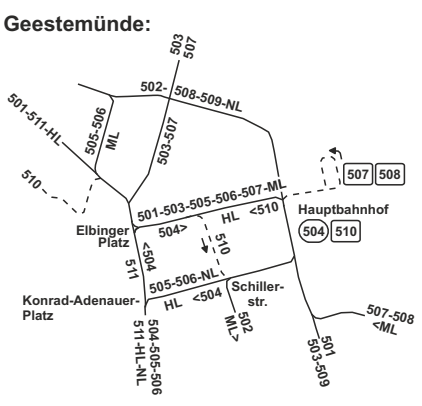 Geestemünde:
503
507
502-
508-509-NL
501-511-HL
505-506
ML
503-507
510
507
508
501-503-505-506-507-ML
HL
<510
504>
Hauptbahnhof
504
510
Elbinger
Platz
<504
511
510
505-506-NL
HL
<504
Schiller-
str.
Konrad-Adenauer-
Platz
504-505-506
511-HL-NL
502
ML>
507-508
<ML
501
503-509